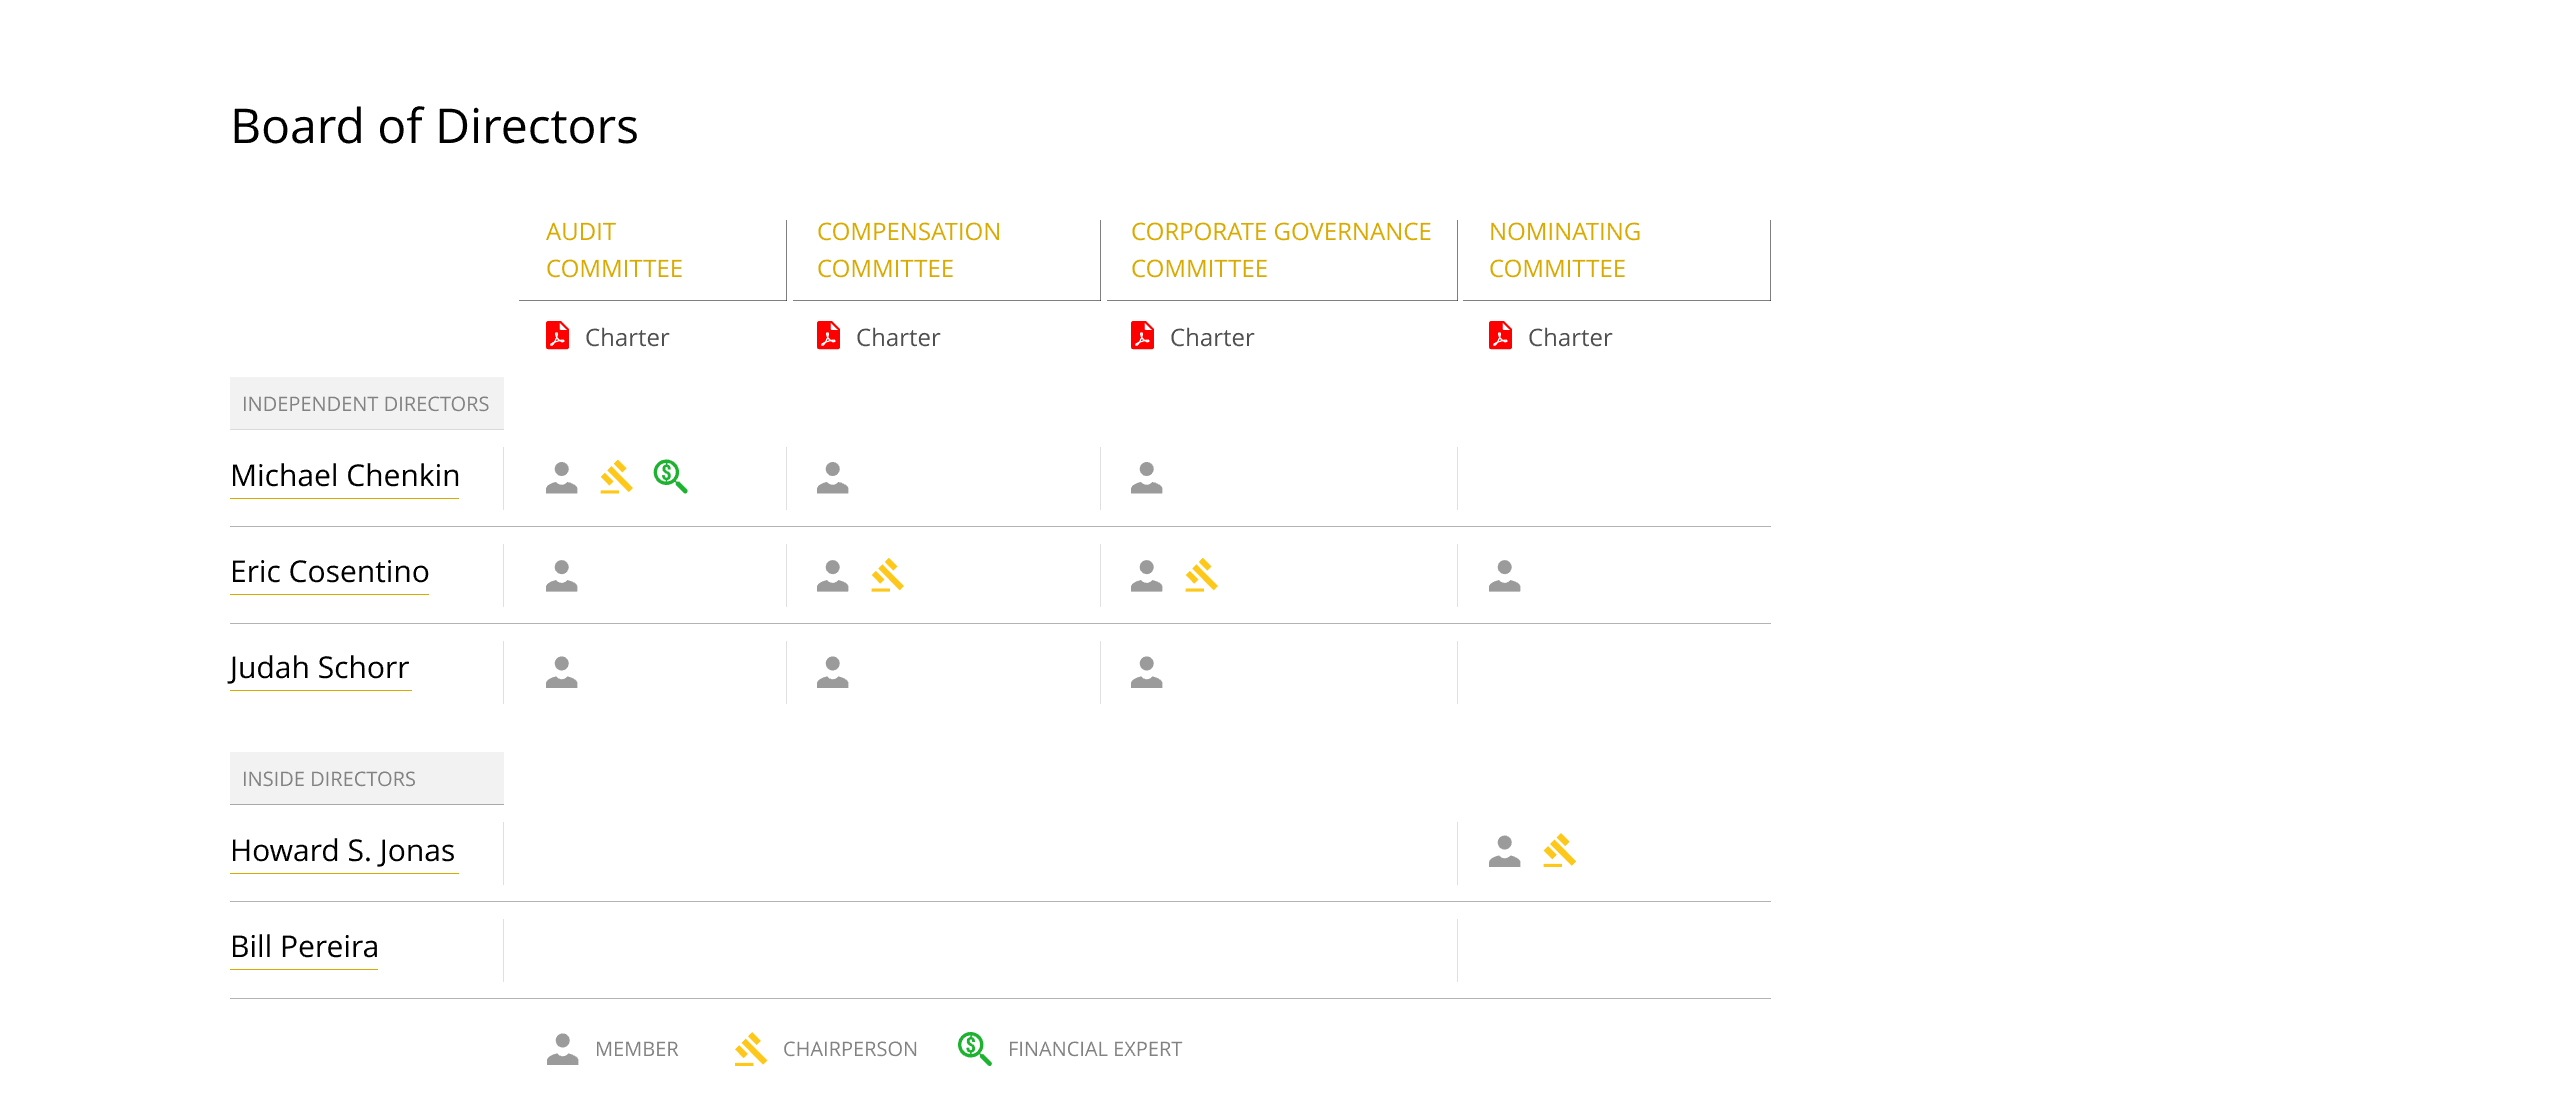 Board of Directors
AUDIT
COMMITTEE
COMPENSATION
COMMITTEE
CORPORATE GOVERNANCE
COMMITTEE
NOMINATING
COMMITTEE
Charter
Charter
Charter
Charter
INDEPENDENT DIRECTORS
Michael Chenkin
Eric Cosentino
Judah Schorr
INSIDE DIRECTORS
Howard S. Jonas
Bill Pereira
MEMBER
CHAIRPERSON
FINANCIAL EXPERT